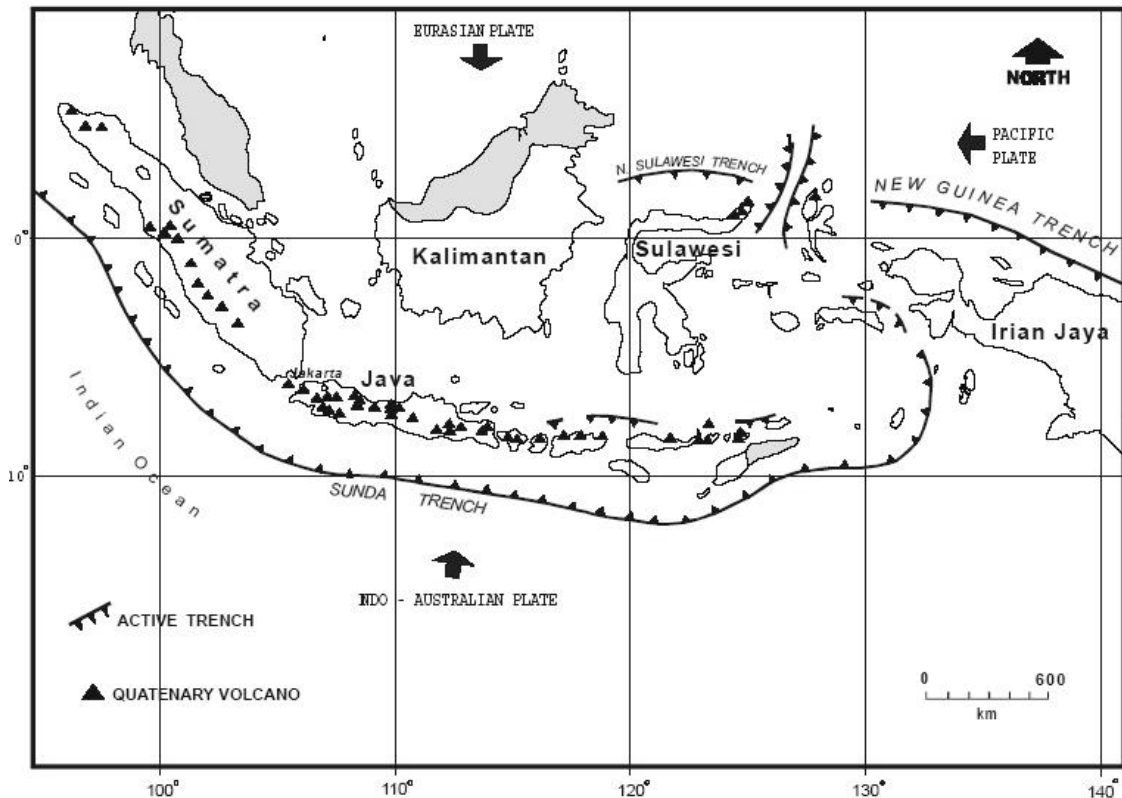 EURASIAN PLATE
NORTH
PACIFIC
PLATE
N. SULAWESI TRENCH
NEW GUINEA TRENCH
Sumatra
0°
Kalimantan
Sulawesi
Irian Jaya
Jakarta
Java
Indian Ocean
10°
SUNDA TRENCH
INDO - AUSTRALIAN PLATE
ACTIVE TRENCH
QUATENARY VOLCANO
0 600
km
100° 110° 120° 130° 140°